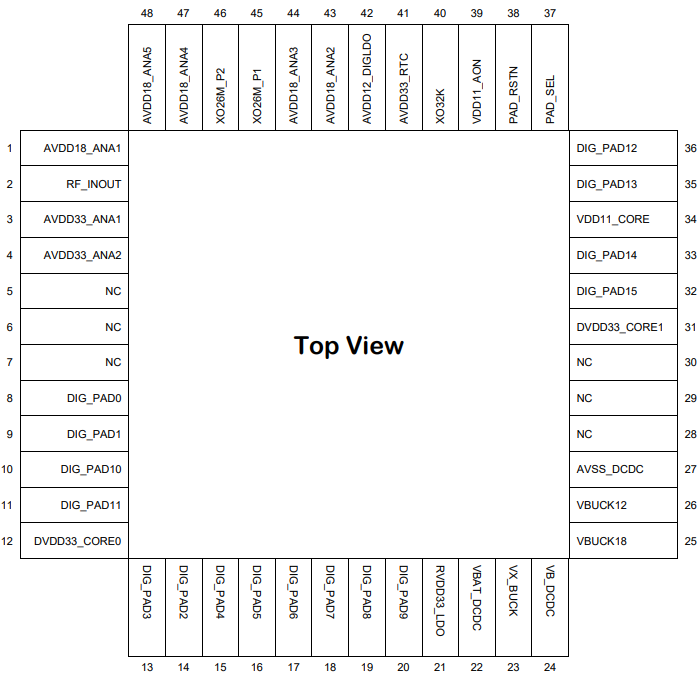 48 47 46 45 44 43 42 41 40 39 38 37
AVDD18_ANA5
AVDD18_ANA4
XO26M_P2
XO26M_P1
AVDD18_ANA3
AVDD18_ANA2
AVDD12_DIGLDO
AVDD33_RTC
XO32K
VDD11_AON
PAD_RSTN
PAD_SEL
1 AVDD18_ANA1
2 RF_INOUT
3 AVDD33_ANA1
4 AVDD33_ANA2
5 NC
6 NC
7 NC
8 DIG_PAD0
9 DIG_PAD1
10 DIG_PAD10
11 DIG_PAD11
12 DVDD33_CORE0
Top View
DIG_PAD12 36
DIG_PAD13 35
VDD11_CORE 34
DIG_PAD14 33
DIG_PAD15 32
DVDD33_CORE1 31
NC 30
NC 29
NC 28
AVSS_DCDC 27
VBUCK12 26
VBUCK18 25
DIG_PAD3
DIG_PAD2
DIG_PAD4
DIG_PAD5
DIG_PAD6
DIG_PAD7
DIG_PAD8
DIG_PAD9
RVDD33_LDO
VBAT_DCDC
VX_BUCK
VB_DCDC
13 14 15 16 17 18 19 20 21 22 23 24